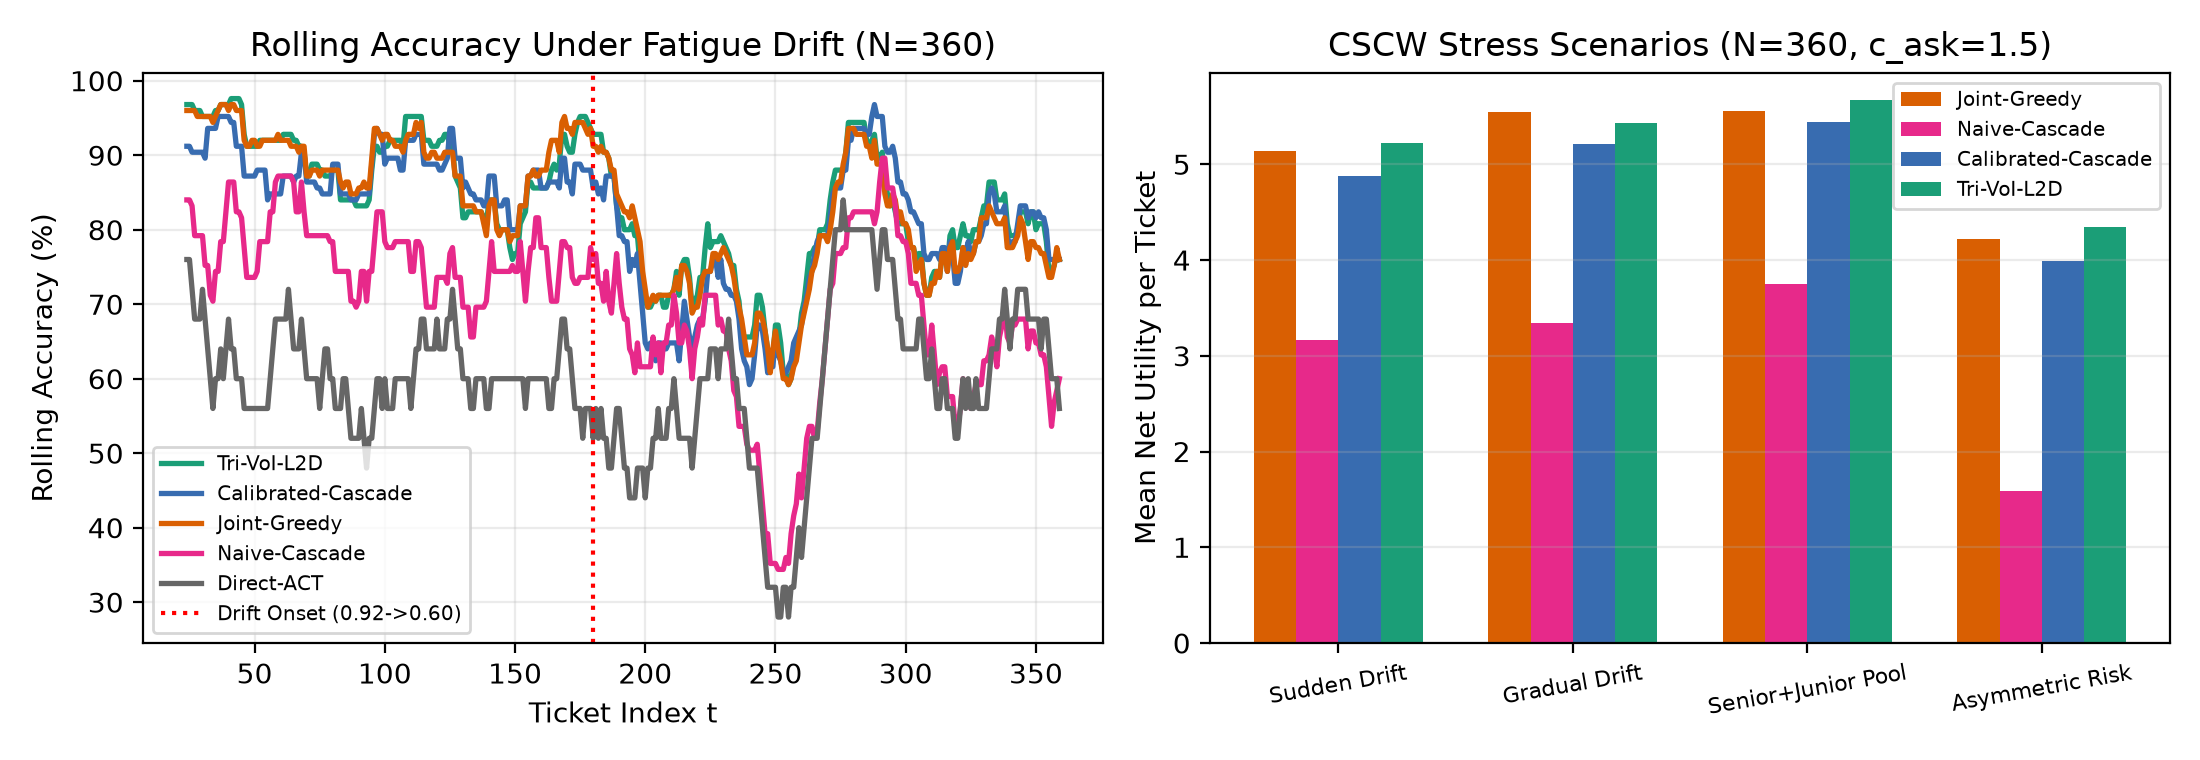 Rolling Accuracy Under Fatigue Drift (N=360)
Rolling Accuracy (%)
100
90
80
70
60
50
40
30
Tri-Vol-L2D
Calibrated-Cascade
Joint-Greedy
Naive-Cascade
Direct-ACT
Drift Onset (0.92->0.60)
50
100
150
200
250
300
350
Ticket Index t
CSCW Stress Scenarios (N=360, c_ask=1.5)
Mean Net Utility per Ticket
5
4
3
2
1
0
Joint-Greedy
Naive-Cascade
Calibrated-Cascade
Tri-Vol-L2D
Sudden Drift
Gradual Drift
Senior+Junior Pool
Asymmetric Risk